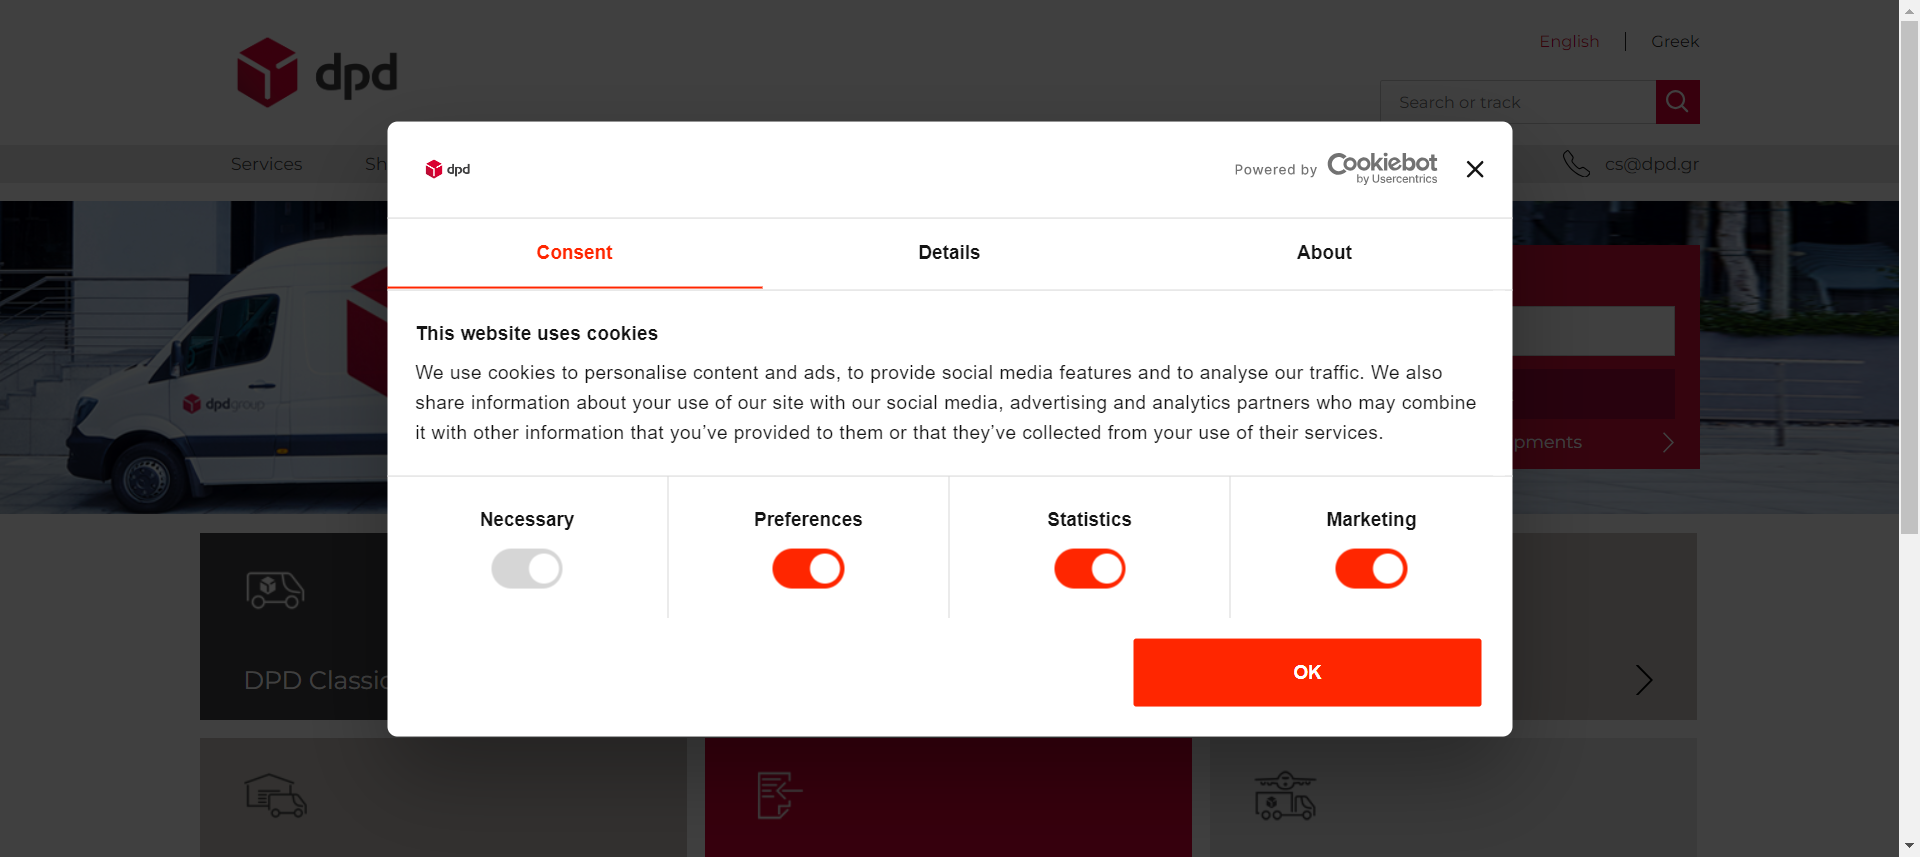 dpd
English
Greek
Search or track
Services
Sh
cs@dpd.gr
dpd
Powered by
Cookiebot
by Usercentrics
Consent
Details
About
This website uses cookies
We use cookies to personalise content and ads, to provide social media features and to analyse our traffic. We also
share information about your use of our site with our social media, advertising and analytics partners who may combine
it with other information that you’ve provided to them or that they’ve collected from your use of their services.
dpdgroup
pments
Necessary
Preferences
Statistics
Marketing
OK
DPD Classic